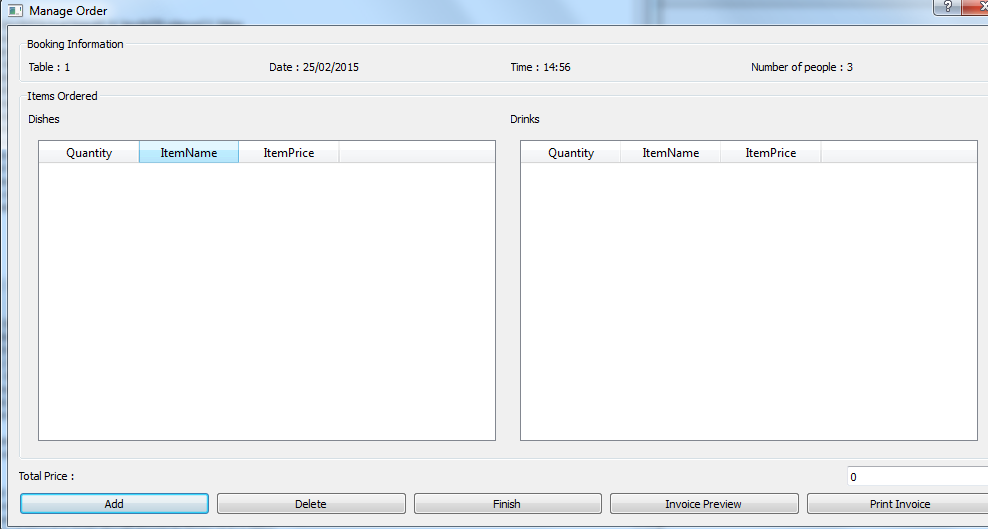 Manage Order
Booking Information
Table : 1 Date : 25/02/2015 Time : 14:56 Number of people : 3
Items Ordered
Dishes Drinks
Quantity ItemName ItemPrice Quantity ItemName ItemPrice
Total Price : 0
Add Delete Finish Invoice Preview Print Invoice